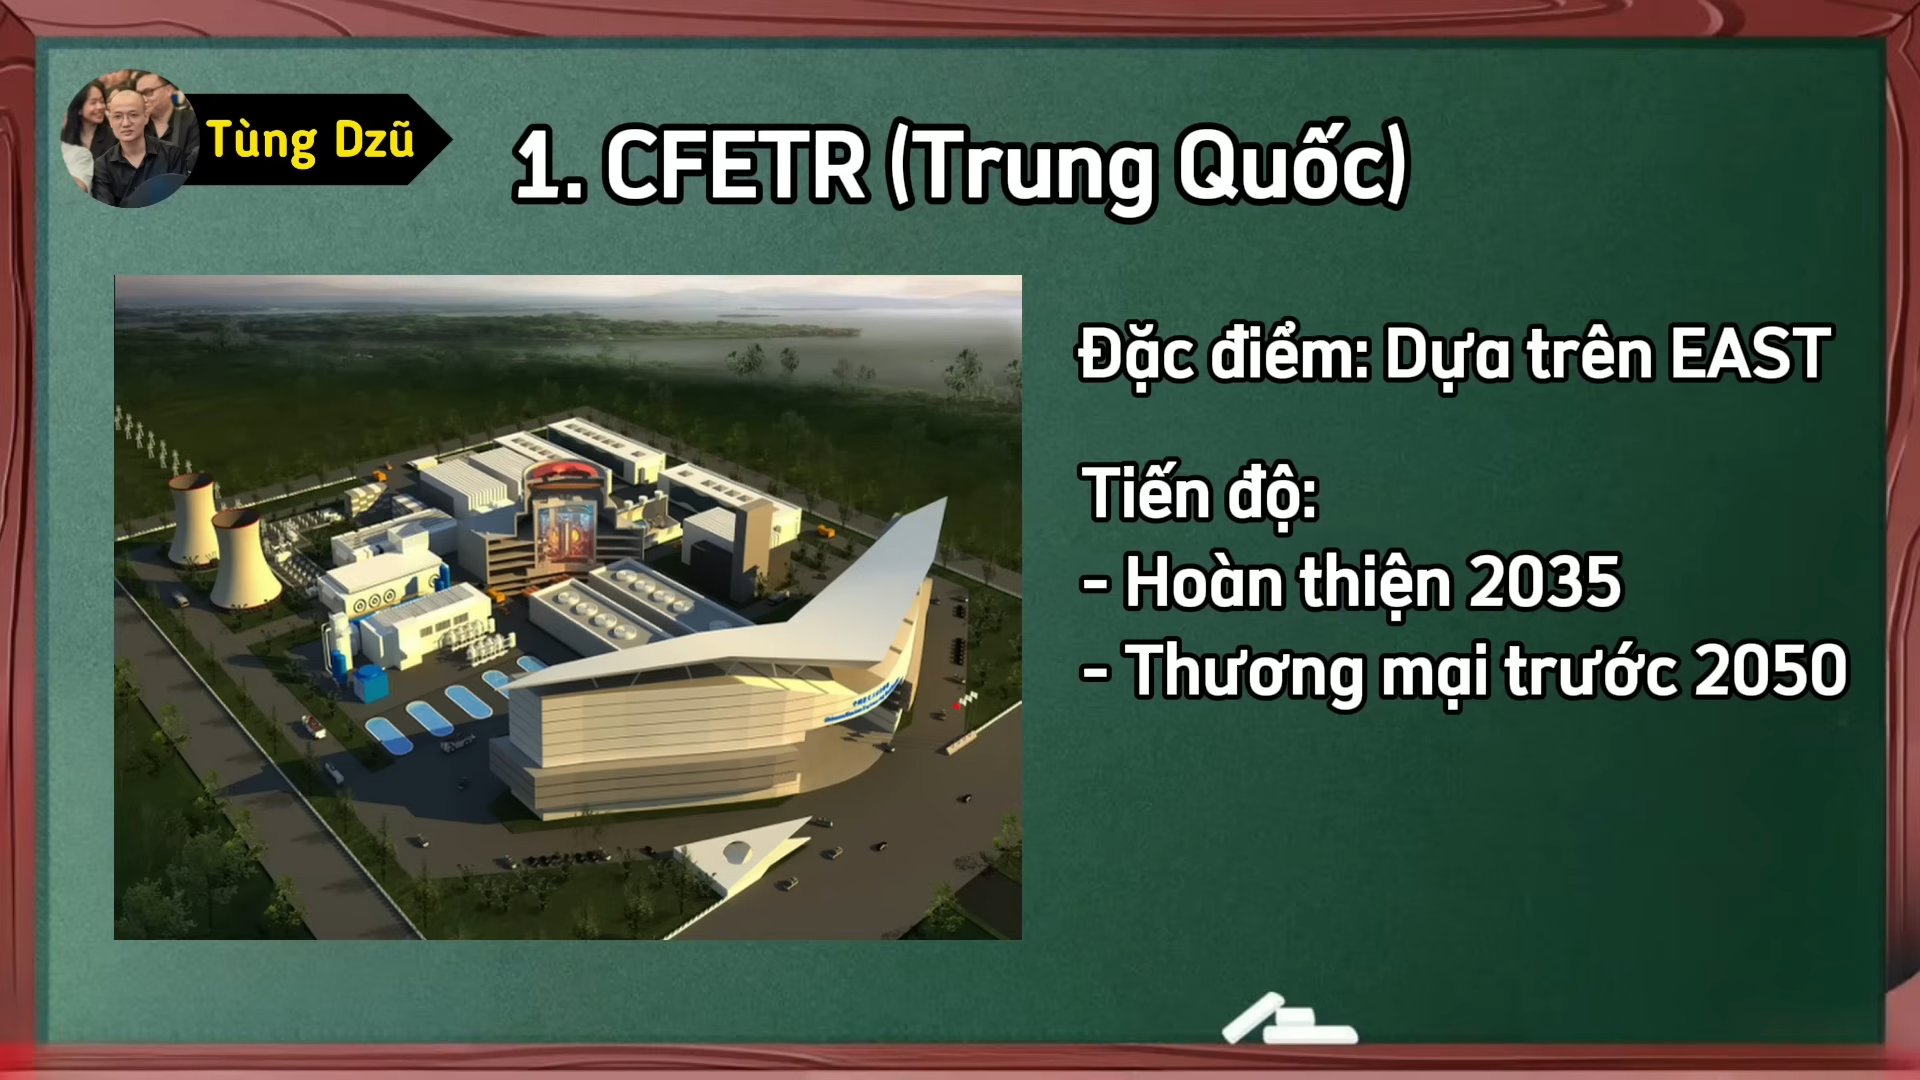 Tùng Dzũ
1. CFETR (Trung Quốc)
Đặc điểm: Dựa trên EAST
Tiến độ:
- Hoàn thiện 2035
- Thương mại trước 2050